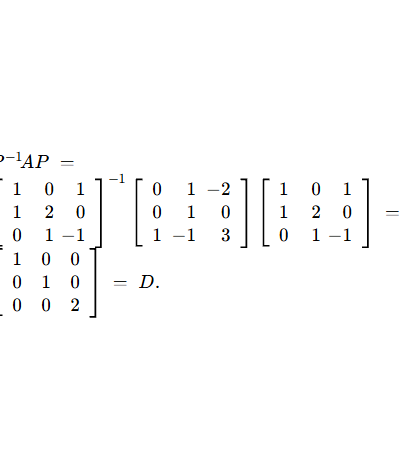 P⁻¹AP =
[1 0 1; 1 2 0; 0 1 −1]⁻¹ [0 1 −2; 0 1 0; 1 −1 3] [1 0 1; 1 2 0; 0 1 −1] =
[1 0 0; 0 1 0; 0 0 2] = D.